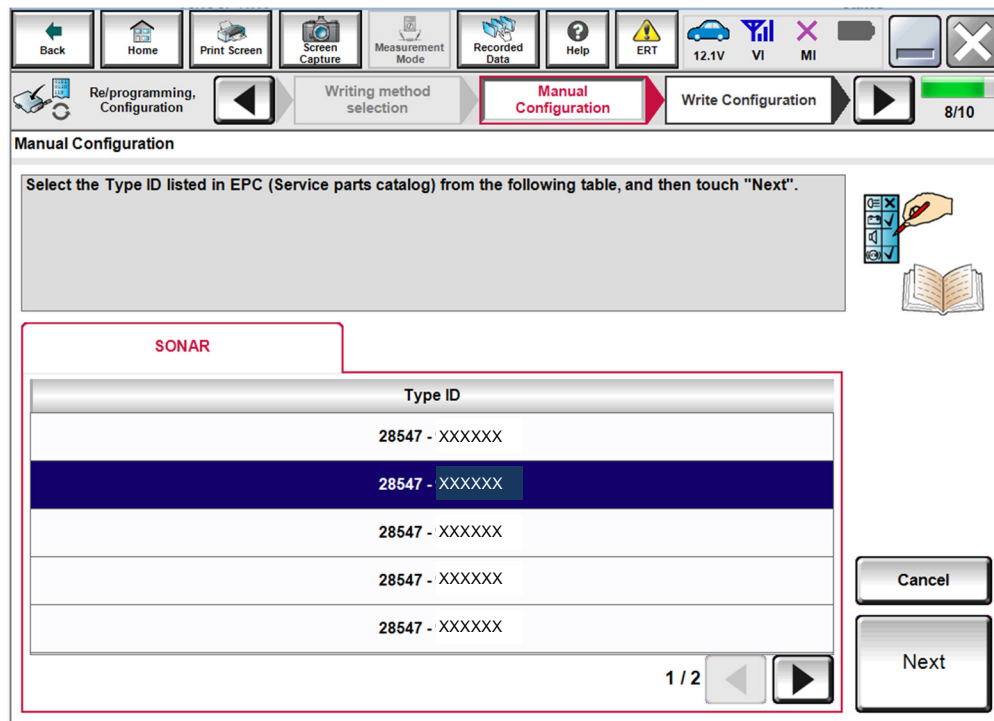 Back
Home
Print Screen
Screen
Capture
Measurement
Mode
Recorded
Data
Help
ERT
12.1V
VI
MI
Re/programming,
Configuration
Writing method
selection
Manual
Configuration
Write Configuration
8/10
Manual Configuration
Select the Type ID listed in EPC (Service parts catalog) from the following table, and then touch "Next".
SONAR
Type ID
28547 - XXXXXX
28547 - XXXXXX
28547 - XXXXXX
28547 - XXXXXX
28547 - XXXXXX
Cancel
Next
1 / 2